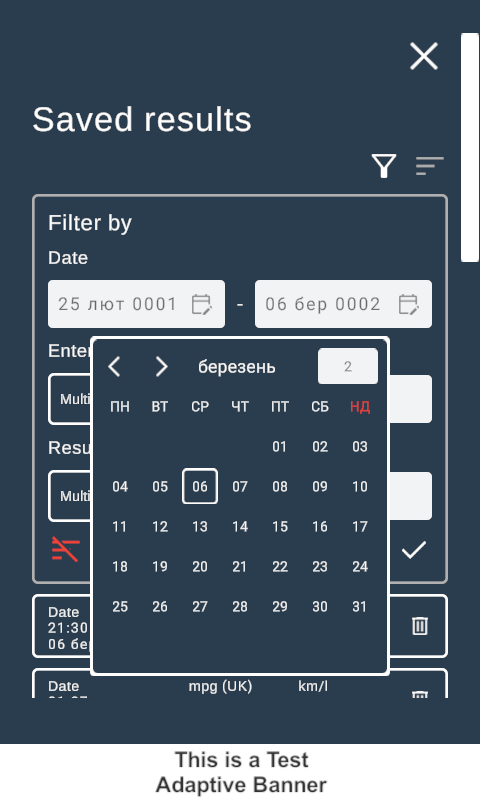 Saved results
Filter by
Date
25 лют 0001 - 06 бер 0002
Enter
березень 2
Multi
ПН ВТ СР ЧТ ПТ СБ НД
01 02 03
Resu
04 05 06 07 08 09 10
Multi
11 12 13 14 15 16 17
18 19 20 21 22 23 24
25 26 27 28 29 30 31
Date
21:30
06 бер
Date mpg (UK) km/l
This is a Test
Adaptive Banner